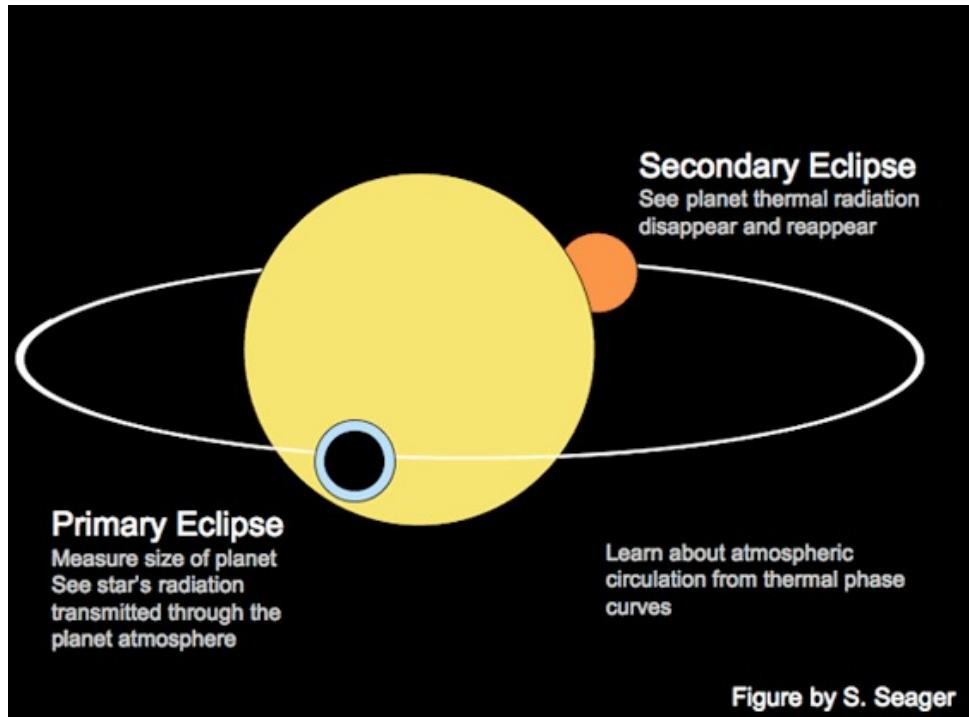 Secondary Eclipse
See planet thermal radiation
disappear and reappear
Primary Eclipse
Measure size of planet
See star's radiation
transmitted through the
planet atmosphere
Learn about atmospheric
circulation from thermal phase
curves
Figure by S. Seager